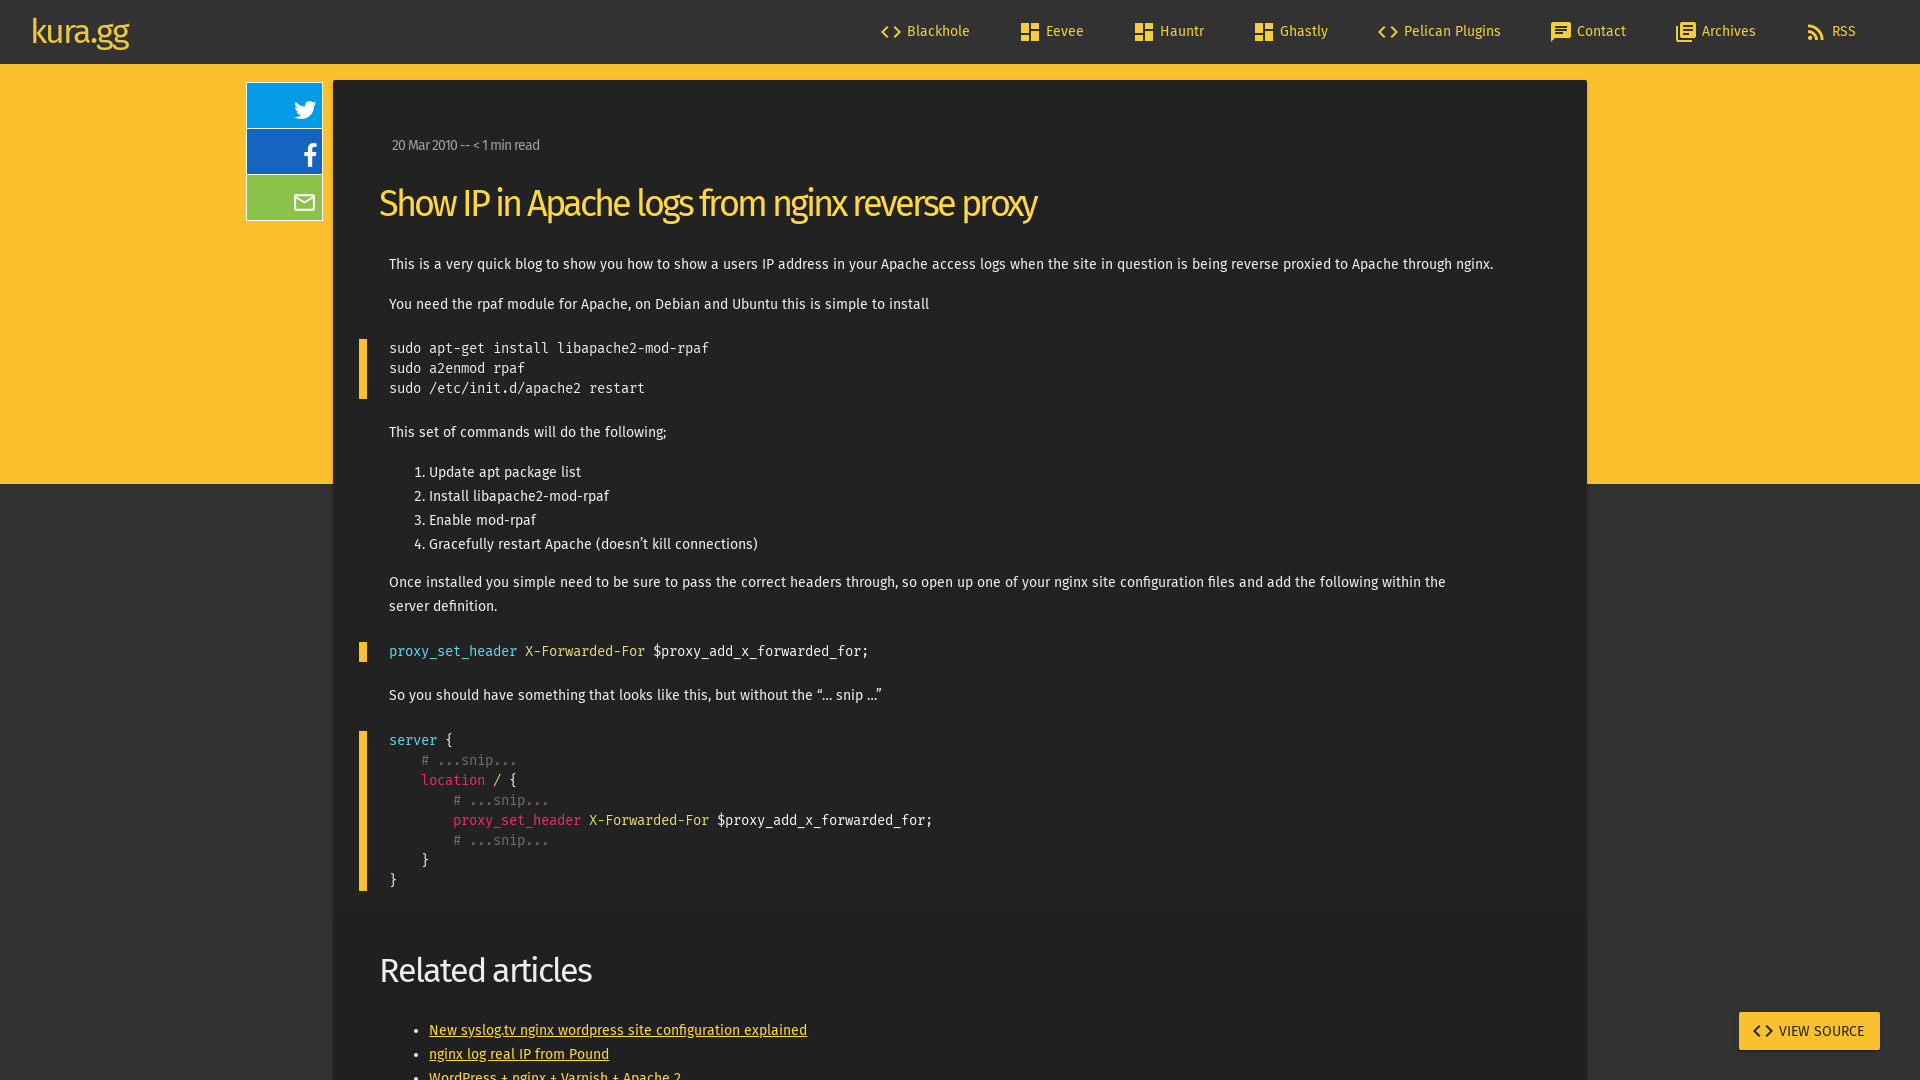 kura.gg
Blackhole
Eevee
Hauntr
Ghastly
Pelican Plugins
Contact
Archives
RSS
20 Mar 2010 -- < 1 min read
Show IP in Apache logs from nginx reverse proxy
This is a very quick blog to show you how to show a users IP address in your Apache access logs when the site in question is being reverse proxied to Apache through nginx.
You need the rpaf module for Apache, on Debian and Ubuntu this is simple to install
sudo apt-get install libapache2-mod-rpaf
sudo a2enmod rpaf
sudo /etc/init.d/apache2 restart
This set of commands will do the following;
1. Update apt package list
2. Install libapache2-mod-rpaf
3. Enable mod-rpaf
4. Gracefully restart Apache (doesn’t kill connections)
Once installed you simple need to be sure to pass the correct headers through, so open up one of your nginx site configuration files and add the following within the
server definition.
proxy_set_header X-Forwarded-For $proxy_add_x_forwarded_for;
So you should have something that looks like this, but without the “… snip …”
server {
    # ...snip...
    location / {
        # ...snip...
        proxy_set_header X-Forwarded-For $proxy_add_x_forwarded_for;
        # ...snip...
    }
}
Related articles
• New syslog.tv nginx wordpress site configuration explained
• nginx log real IP from Pound
• WordPress + nginx + Varnish + Apache 2
VIEW SOURCE